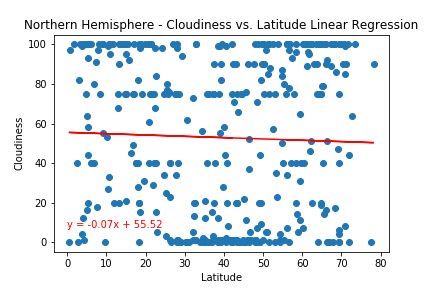 Northern Hemisphere - Cloudiness vs. Latitude Linear Regression
100
80
60
40
20
0
Cloudiness
y = -0.07x + 55.52
0 10 20 30 40 50 60 70 80
Latitude